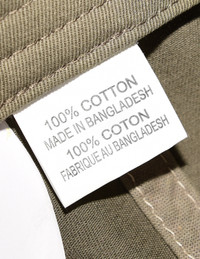 100% COTTON
MADE IN BANGLADESH
100% COTON
FABRIQUE AU BANGLADESH